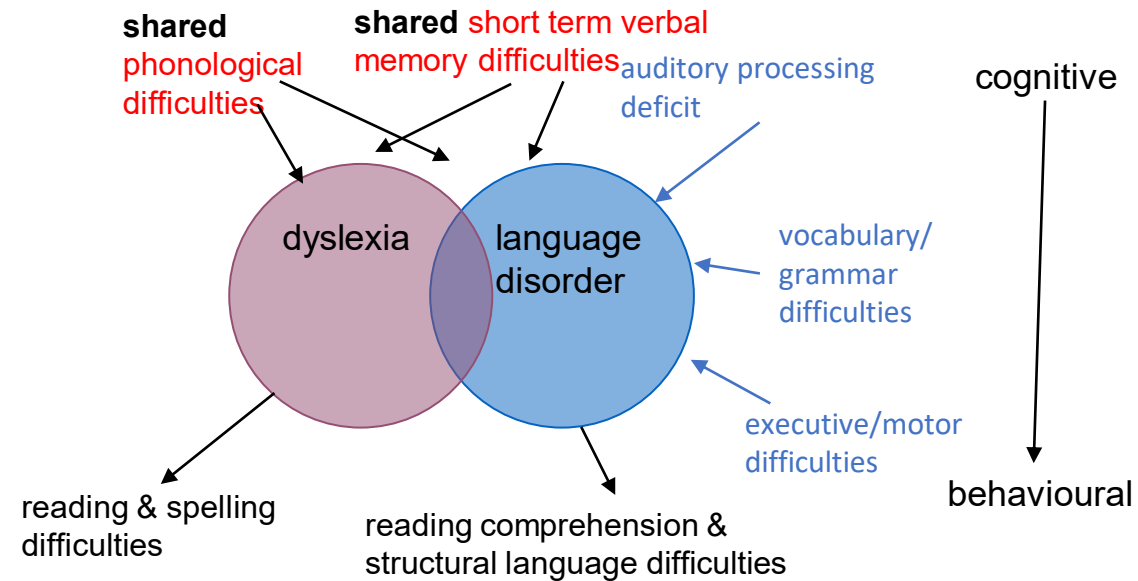 shared
phonological
difficulties
shared short term verbal
memory difficulties
auditory processing
deficit
cognitive
dyslexia
language
disorder
vocabulary/
grammar
difficulties
executive/motor
difficulties
behavioural
reading & spelling
difficulties
reading comprehension &
structural language difficulties